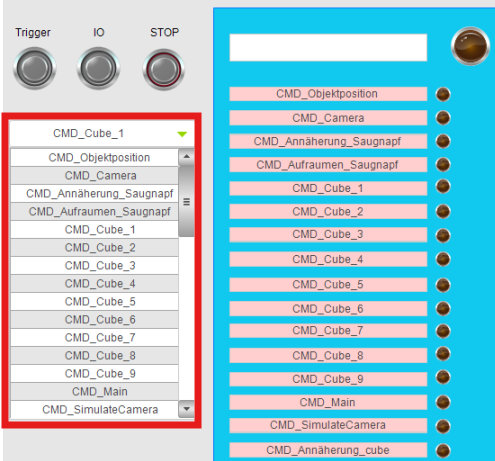 Trigger IO STOP
CMD_Cube_1
CMD_Objektposition
CMD_Camera
CMD_Annäherung_Saugnapf
CMD_Aufraumen_Saugnapf
CMD_Cube_1
CMD_Cube_2
CMD_Cube_3
CMD_Cube_4
CMD_Cube_5
CMD_Cube_6
CMD_Cube_7
CMD_Cube_8
CMD_Cube_9
CMD_Main
CMD_SimulateCamera
CMD_Objektposition
CMD_Camera
CMD_Annäherung_Saugnapf
CMD_Aufraumen_Saugnapf
CMD_Cube_1
CMD_Cube_2
CMD_Cube_3
CMD_Cube_4
CMD_Cube_5
CMD_Cube_6
CMD_Cube_7
CMD_Cube_8
CMD_Cube_9
CMD_Main
CMD_SimulateCamera
CMD_Annäherung_cube